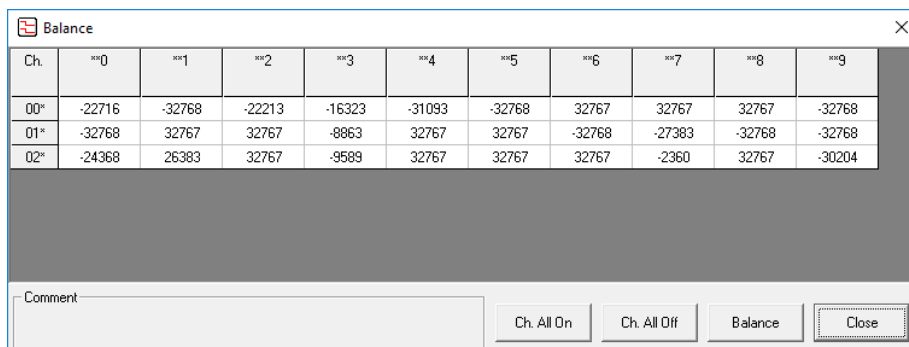 Balance
Ch. **0 **1 **2 **3 **4 **5 **6 **7 **8 **9
00* -22716 -32768 -22213 -16323 -31093 -32768 32767 32767 32767 -32768
01* -32768 32767 32767 -8863 32767 32767 -32768 -27383 -32768 -32768
02* -24368 26383 32767 -9589 32767 32767 32767 -2360 32767 -30204
Comment
Ch. All On Ch. All Off Balance Close